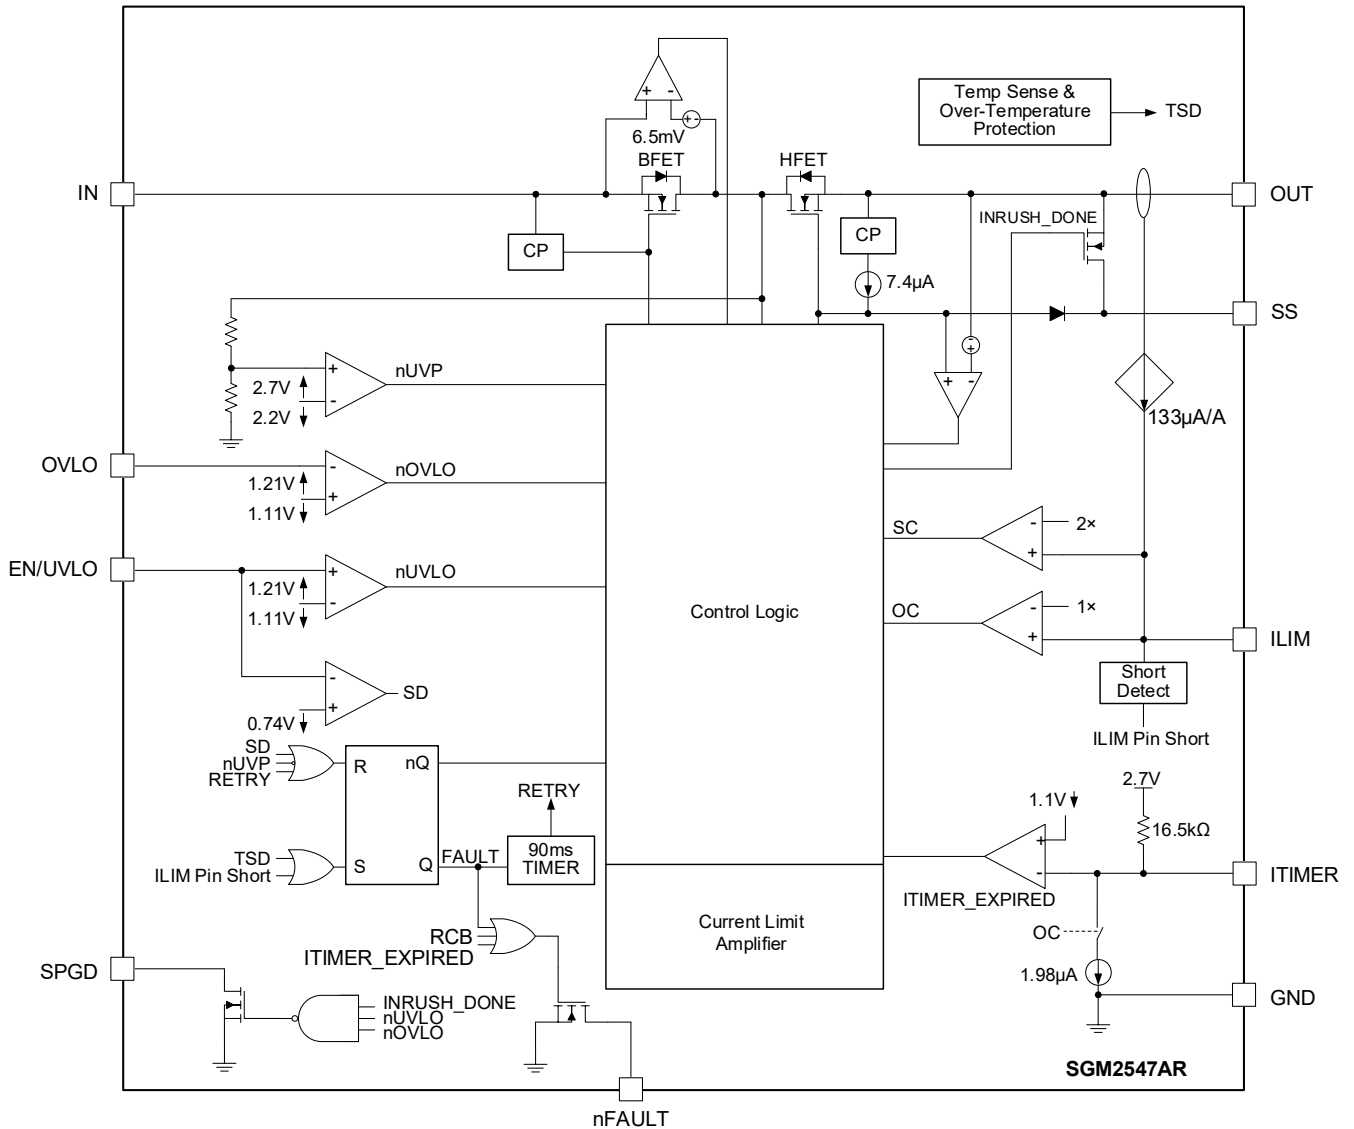 Temp Sense &
Over-Temperature
Protection
TSD
+ -
+ -
6.5mV
BFET
HFET
IN
OUT
INRUSH_DONE
CP
CP
7.4µA
SS
-
+
+ -
nUVP
+
2.7V
-
2.2V
133µA/A
OVLO
-
nOVLO
1.21V
+
1.11V
SC
-
2×
+
EN/UVLO
+
nUVLO
1.21V
-
1.11V
Control Logic
OC
-
1×
+
ILIM
Short
Detect
-
SD
+
0.74V
ILIM Pin Short
SD
nUVP
RETRY
R
nQ
RETRY
2.7V
1.1V
16.5kΩ
+
-
90ms
TIMER
TSD
ILIM Pin Short
S
Q
FAULT
ITIMER
ITIMER_EXPIRED
Current Limit
Amplifier
RCB
ITIMER_EXPIRED
OC
1.98µA
SPGD
GND
INRUSH_DONE
nUVLO
nOVLO
SGM2547AR
nFAULT